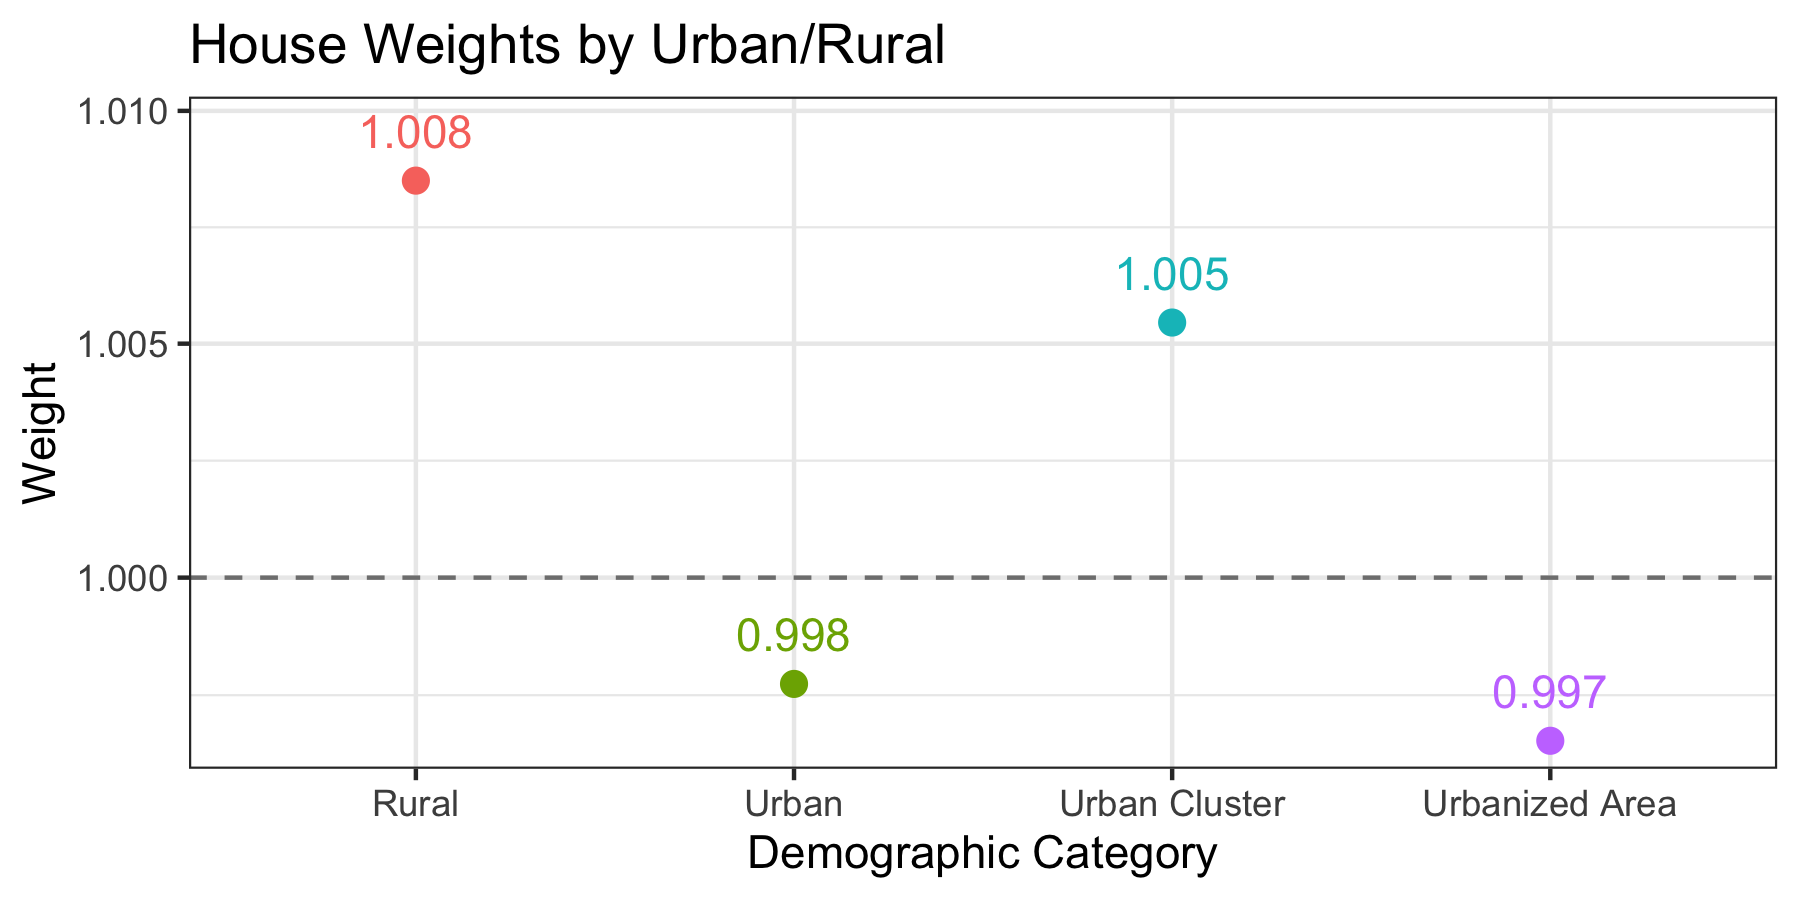 House Weights by Urban/Rural
1.010
1.008
1.005
1.005
Weight
1.000
0.998
0.997
Rural Urban Urban Cluster Urbanized Area
Demographic Category